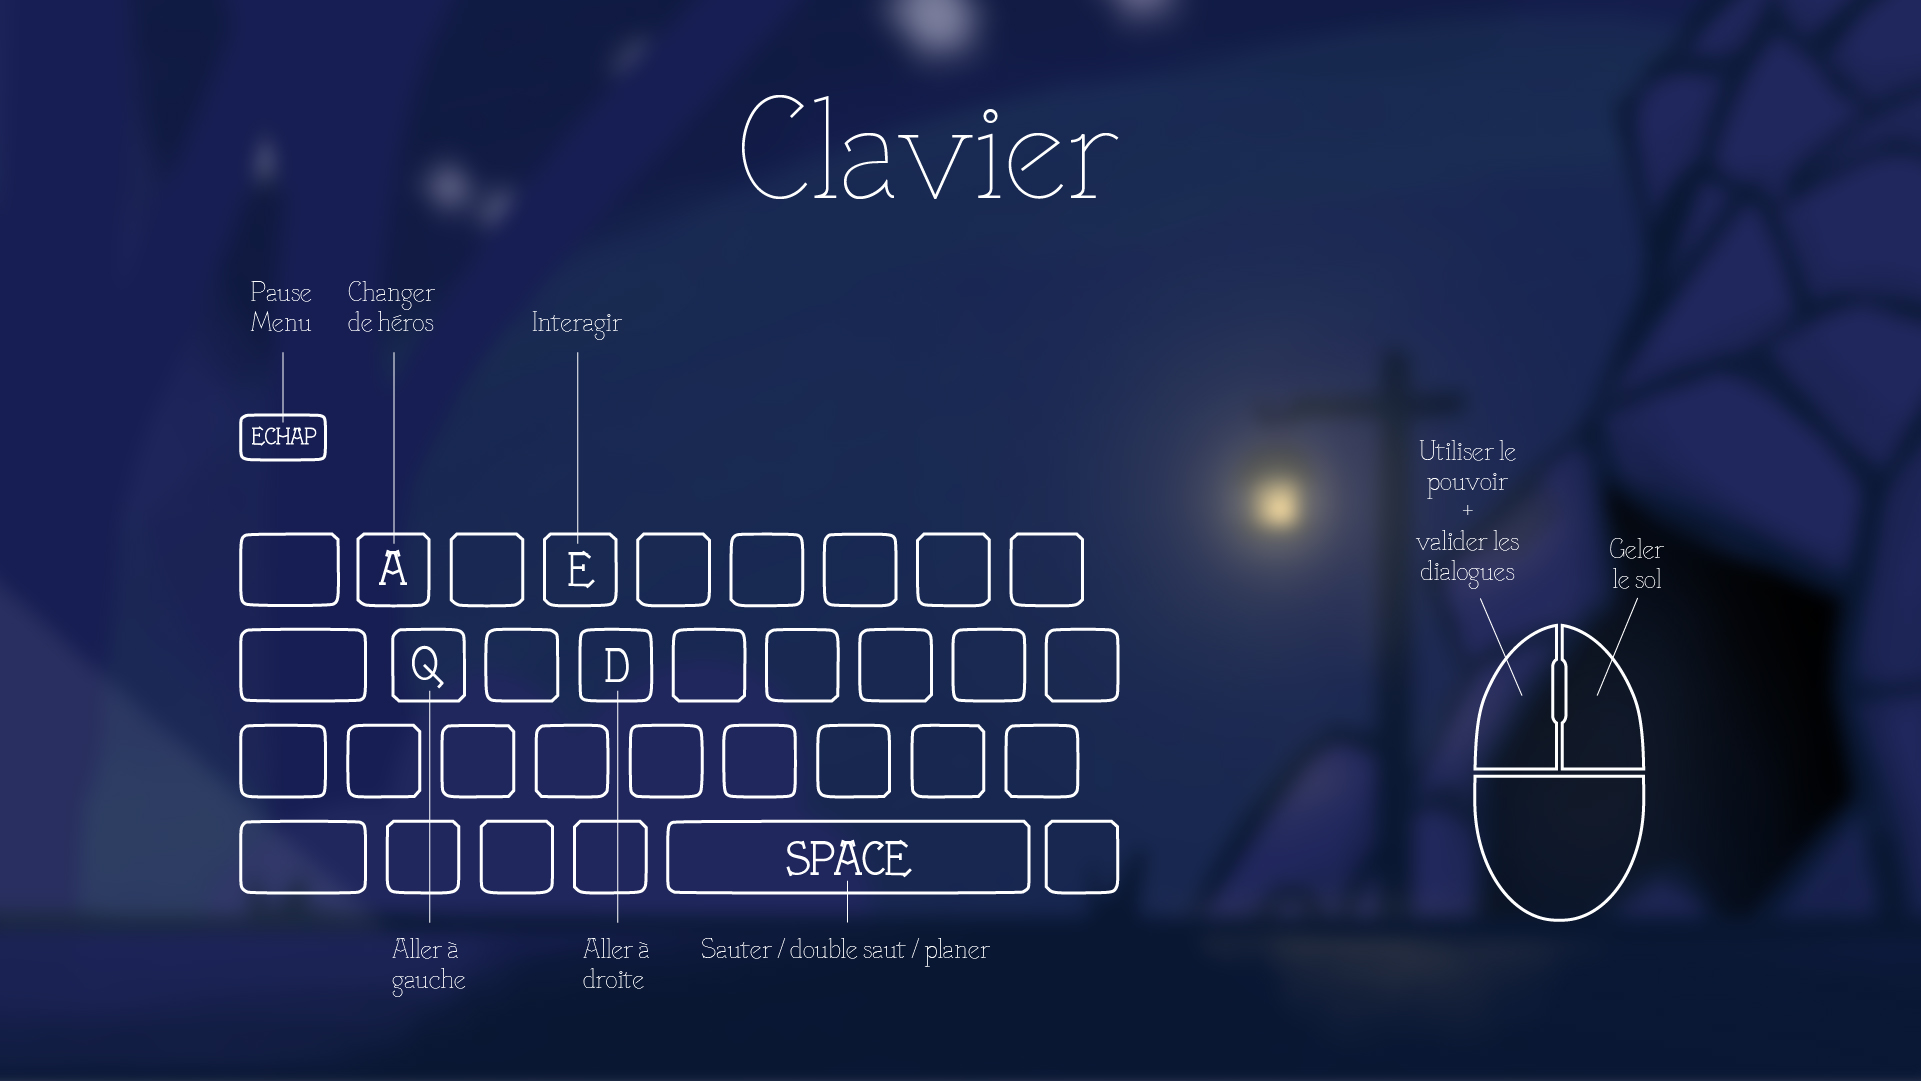 Clavier
Pause
Menu
Changer
de héros
Interagir
ECHAP
Utiliser le
pouvoir
+
valider les
dialogues
Geler
le sol
A
E
Q
D
SPACE
Aller à
gauche
Aller à
droite
Sauter / double saut / planer